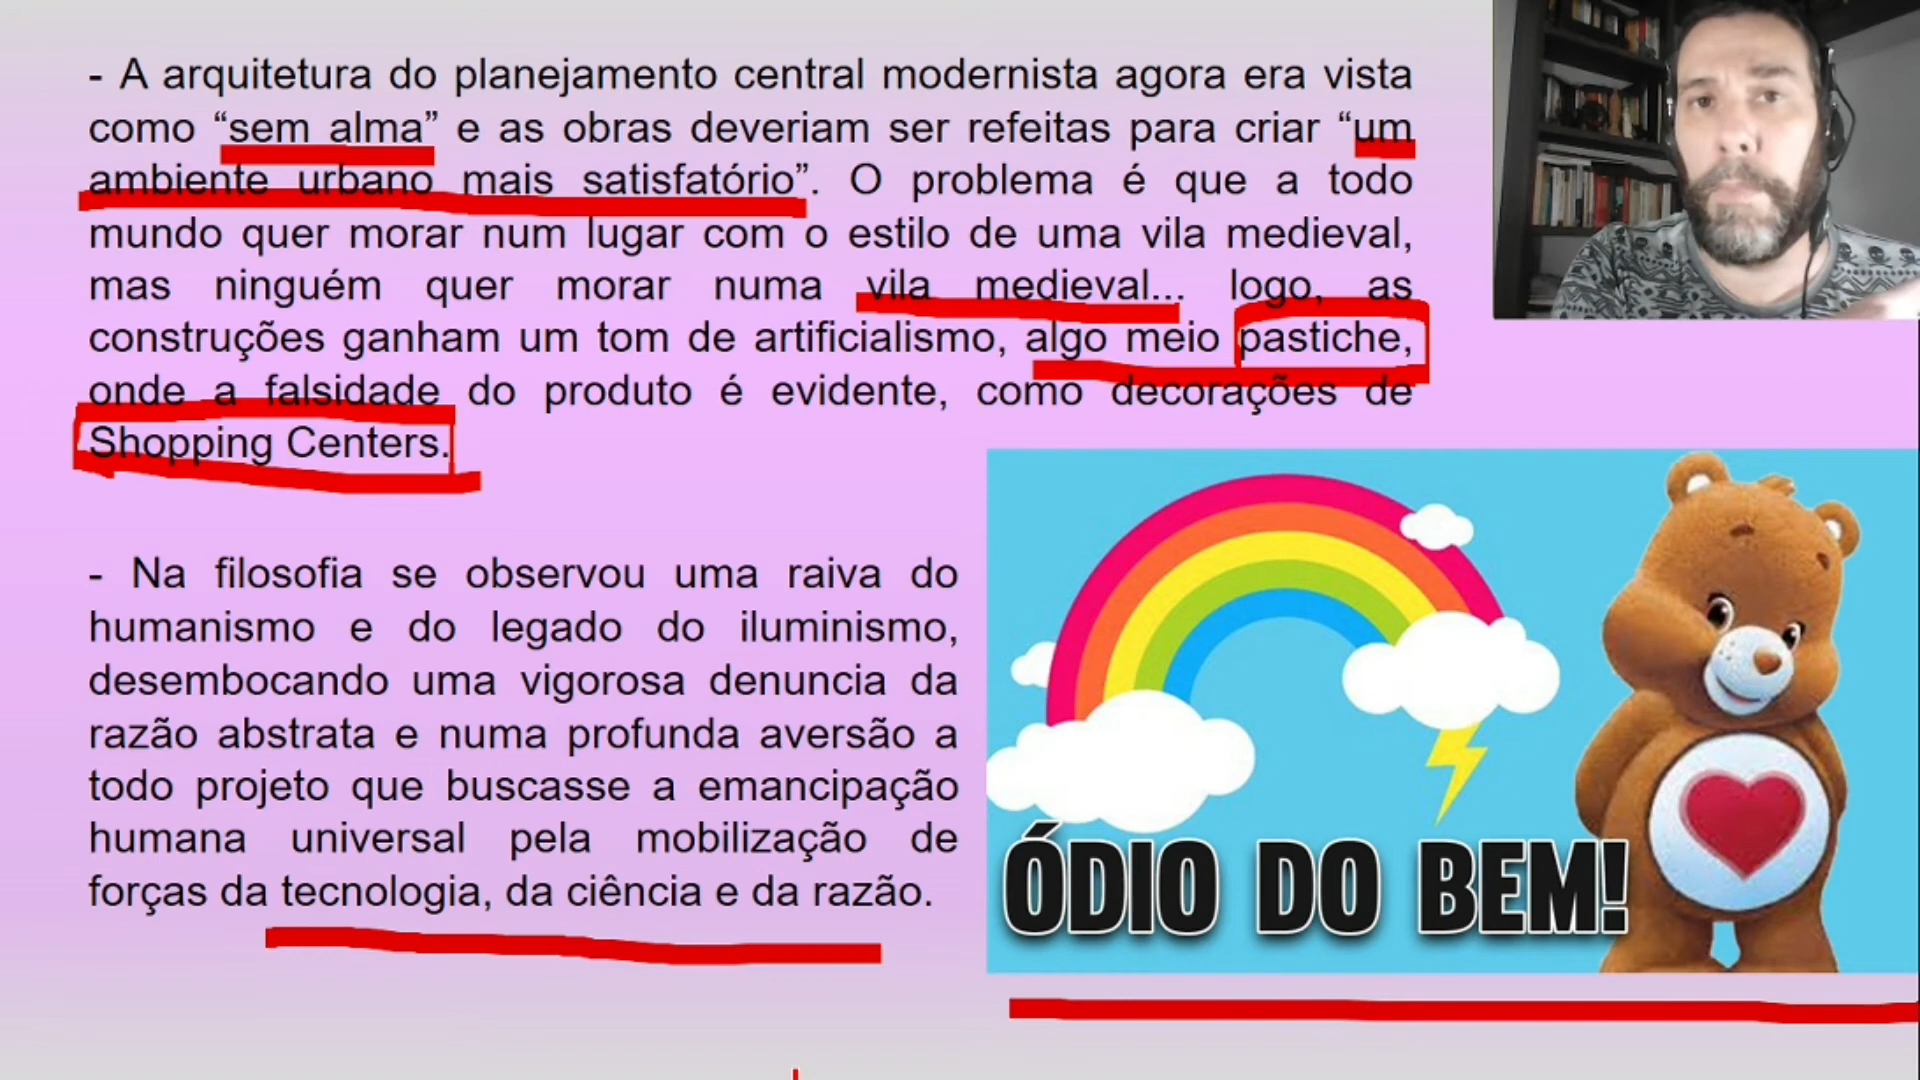 - A arquitetura do planejamento central modernista agora era vista
como “sem alma” e as obras deveriam ser refeitas para criar “um
ambiente urbano mais satisfatório”. O problema é que a todo
mundo quer morar num lugar com o estilo de uma vila medieval,
mas ninguém quer morar numa vila medieval... logo, as
construções ganham um tom de artificialismo, algo meio pastiche,
onde a falsidade do produto é evidente, como decorações de
Shopping Centers.
- Na filosofia se observou uma raiva do
humanismo e do legado do iluminismo,
desembocando uma vigorosa denuncia da
razão abstrata e numa profunda aversão a
todo projeto que buscasse a emancipação
humana universal pela mobilização de
forças da tecnologia, da ciência e da razão.
ÓDIO DO BEM!